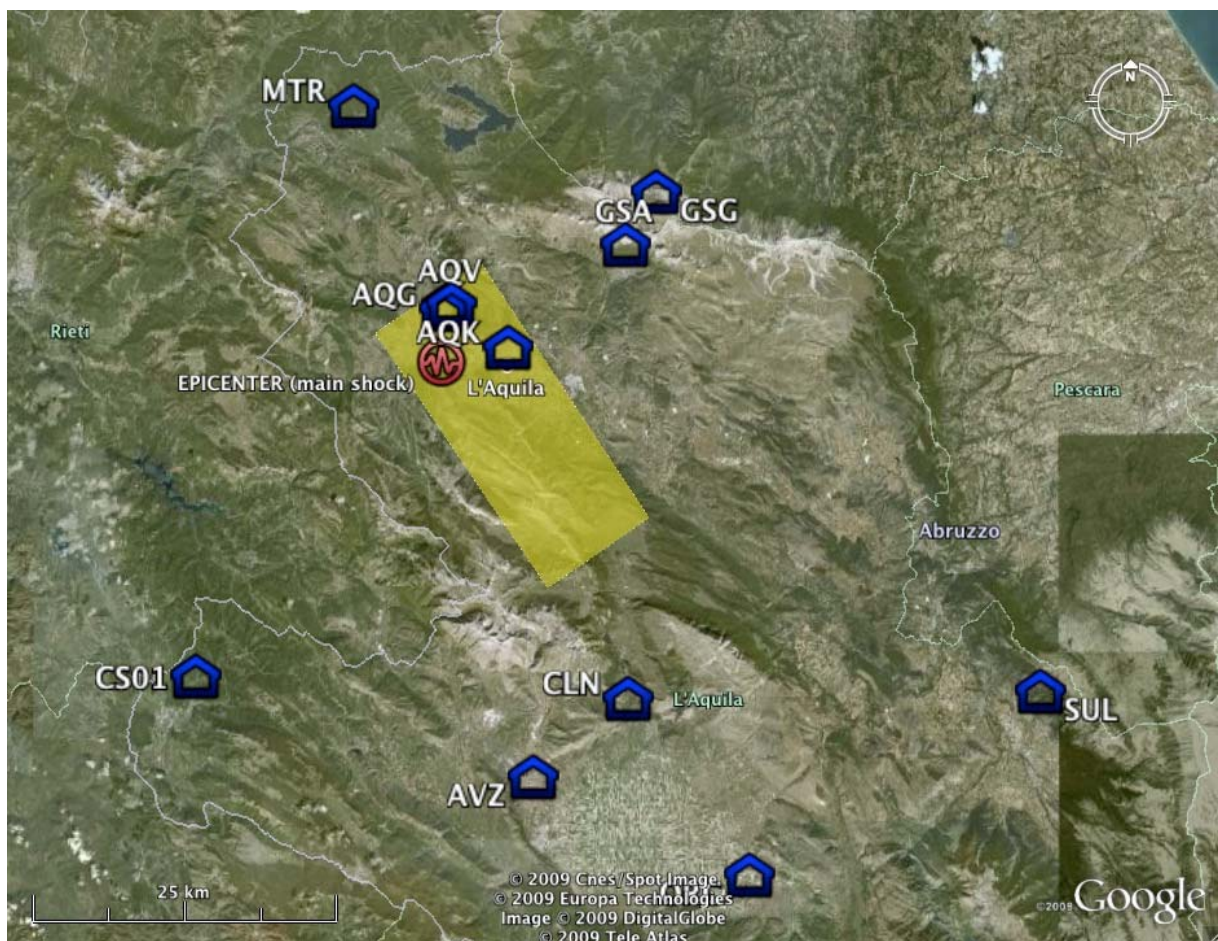 MTR
N
GSA
GSG
AQV
AQG
AQK
Rieti
EPICENTER (main shock)
L'Aquila
Pescara
Abruzzo
CS01
CLN
L'Aquila
SUL
AVZ
25 km
© 2009 Cnes/Spot Image
© 2009 Europa Technologies
Image © 2009 DigitalGlobe
© 2009 Tele Atlas
©2009 Google